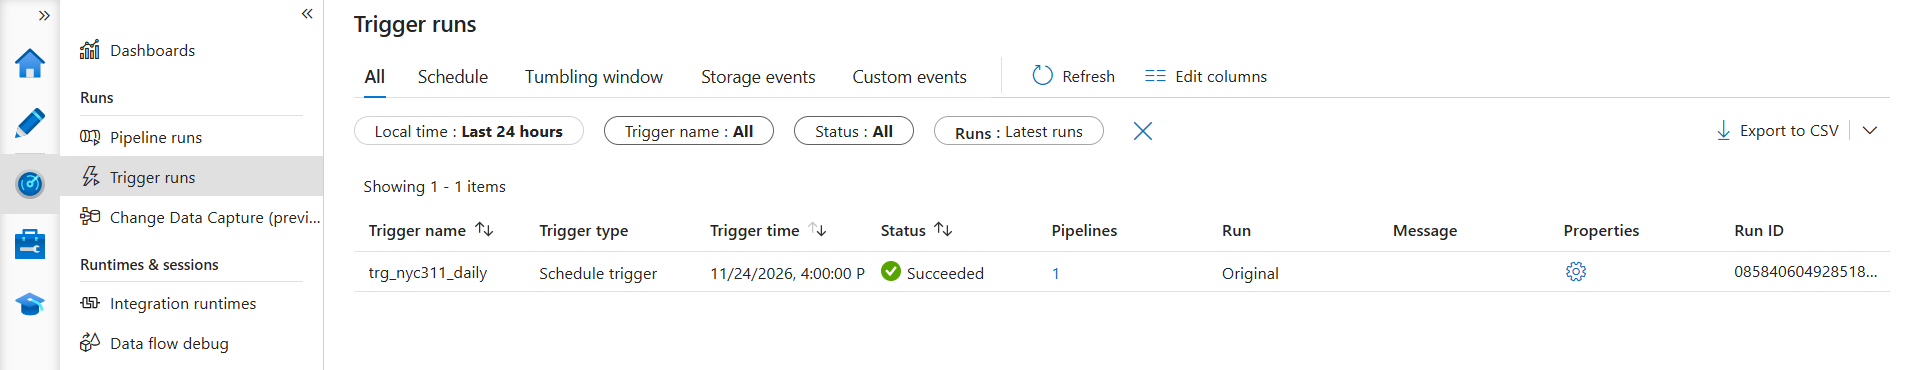 Dashboards
Runs
Pipeline runs
Trigger runs
Change Data Capture (previ...
Runtimes & sessions
Integration runtimes
Data flow debug
Trigger runs
All Schedule Tumbling window Storage events Custom events Refresh Edit columns
Local time : Last 24 hours Trigger name : All Status : All Runs : Latest runs Export to CSV
Showing 1 - 1 items
Trigger name Trigger type Trigger time Status Pipelines Run Message Properties Run ID
trg_nyc311_daily Schedule trigger 11/24/2026, 4:00:00 P Succeeded 1 Original 085840604928518...